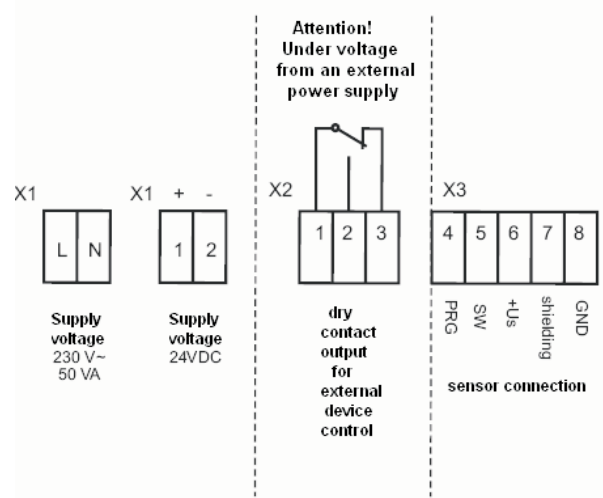 Attention!
Under voltage
from an external
power supply
X1
L N
Supply
voltage
230 V~
50 VA
X1 + -
1 2
Supply
voltage
24VDC
X2
1 2 3
dry
contact
output
for
external
device
control
X3
4 5 6 7 8
PRG
SW
+Us
shielding
GND
sensor connection